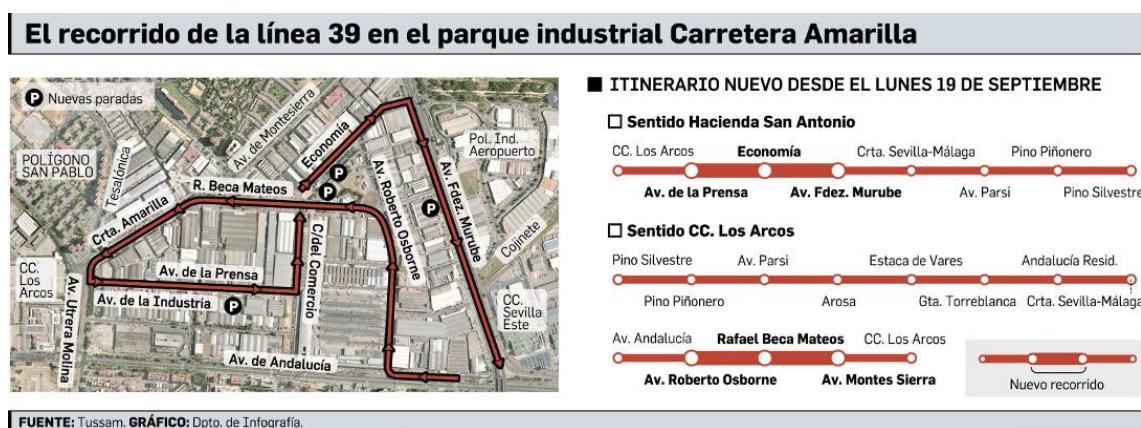 El recorrido de la línea 39 en el parque industrial Carretera Amarilla
P Nuevas paradas
POLÍGONO
SAN PABLO
Tesalónica
Av. de Montesierra
Economía
P
P
R. Beca Mateos
Crta. Amarilla
Av. Roberto Osborne
Av. Fdez. Murube
P
Pol. Ind.
Aeropuerto
Cojinete
CC.
Los
Arcos
Av. Utrera Molina
Av. de la Prensa
Av. de la Industria
P
C/del Comercio
Av. de Andalucía
CC.
Sevilla
Este
ITINERARIO NUEVO DESDE EL LUNES 19 DE SEPTIEMBRE
Sentido Hacienda San Antonio
CC. Los Arcos Economía Crta. Sevilla-Málaga Pino Piñonero
Av. de la Prensa Av. Fdez. Murube Av. Parsi Pino Silvestre
Sentido CC. Los Arcos
Pino Silvestre Av. Parsi Estaca de Vares Andalucía Resid.
Pino Piñonero Arosa Gta. Torreblanca Crta. Sevilla-Málaga
Av. Andalucía Rafael Beca Mateos CC. Los Arcos
Av. Roberto Osborne Av. Montes Sierra
Nuevo recorrido
FUENTE: Tussam. GRÁFICO: Dpto. de Infografía.